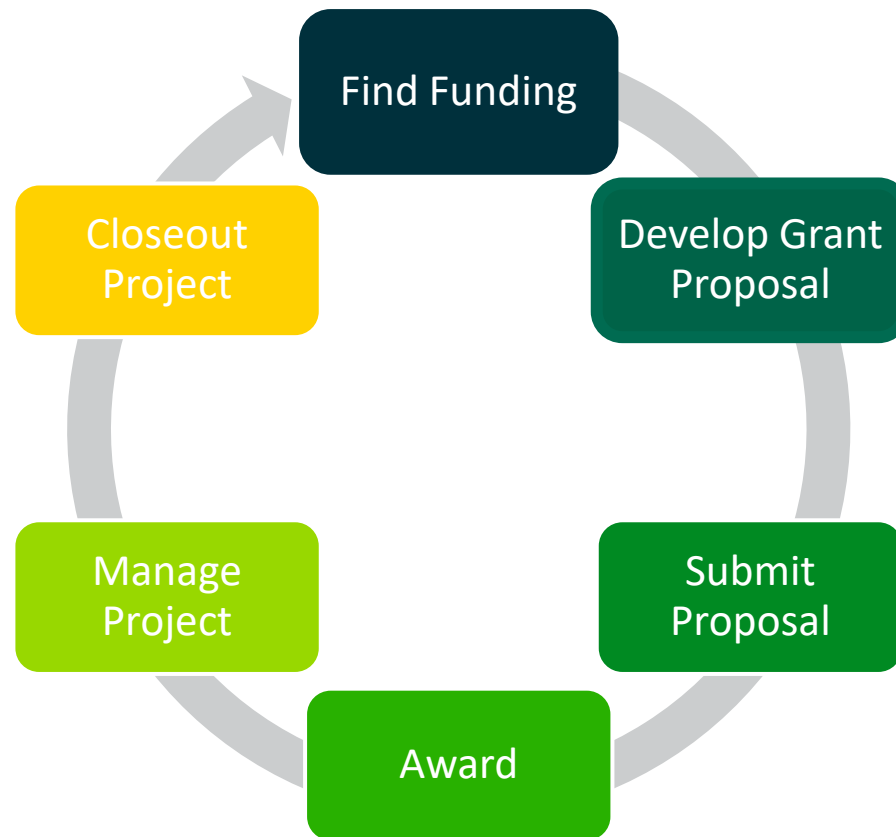 Find Funding
Develop Grant
Proposal
Submit
Proposal
Award
Manage
Project
Closeout
Project